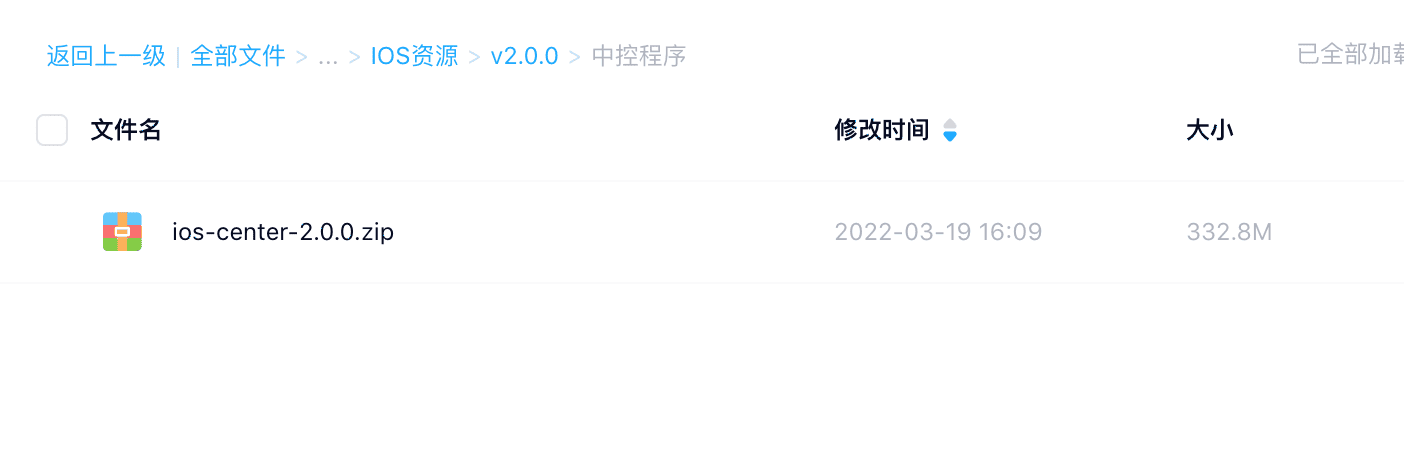 返回上一级 | 全部文件 > ... > IOS资源 > v2.0.0 > 中控程序 已全部加载
文件名 修改时间 大小
ios-center-2.0.0.zip 2022-03-19 16:09 332.8M